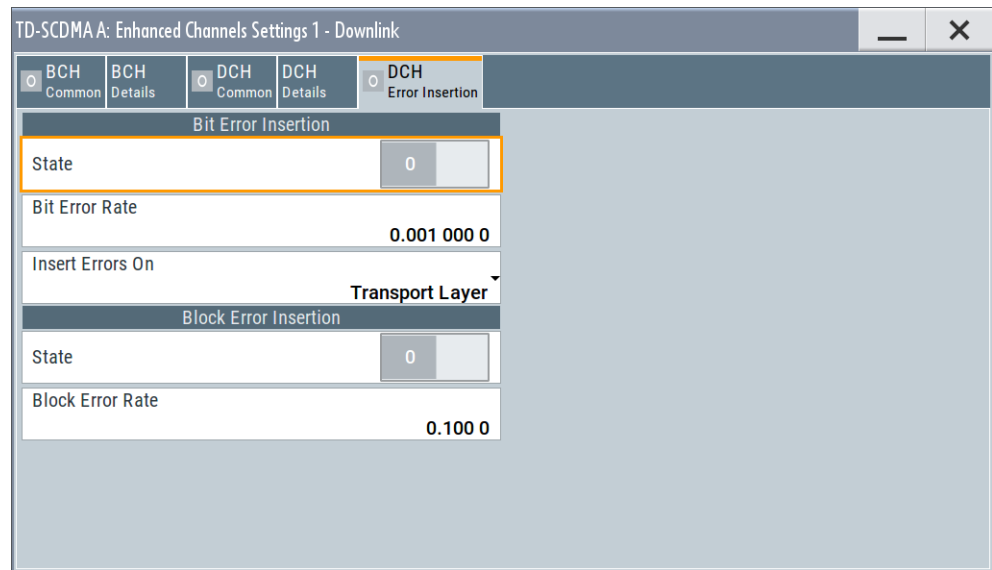 TD-SCDMA A: Enhanced Channels Settings 1 - Downlink
O BCH Common
BCH Details
O DCH Common
DCH Details
O DCH Error Insertion
Bit Error Insertion
State 0
Bit Error Rate
0.001 000 0
Insert Errors On
Transport Layer
Block Error Insertion
State 0
Block Error Rate
0.100 0